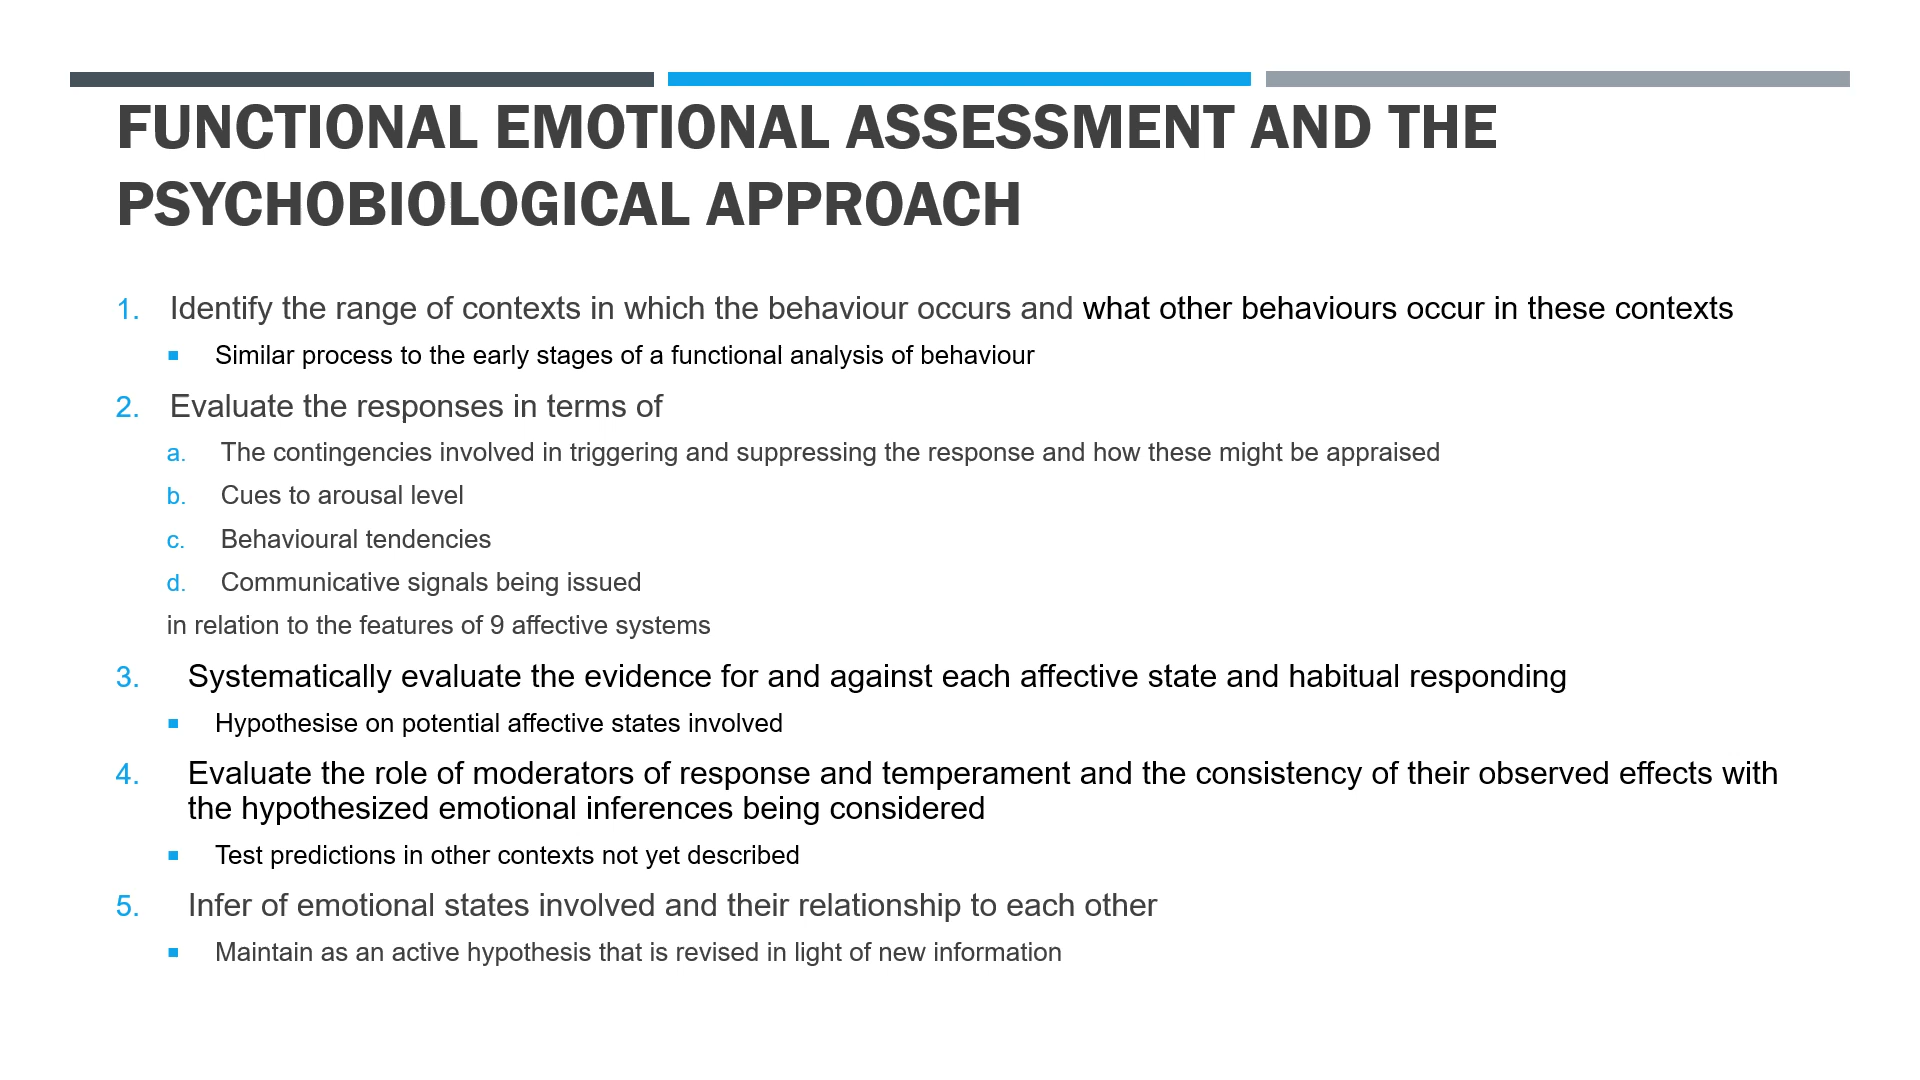 FUNCTIONAL EMOTIONAL ASSESSMENT AND THE
PSYCHOBIOLOGICAL APPROACH
1. Identify the range of contexts in which the behaviour occurs and what other behaviours occur in these contexts
▪ Similar process to the early stages of a functional analysis of behaviour
2. Evaluate the responses in terms of
a. The contingencies involved in triggering and suppressing the response and how these might be appraised
b. Cues to arousal level
c. Behavioural tendencies
d. Communicative signals being issued
in relation to the features of 9 affective systems
3. Systematically evaluate the evidence for and against each affective state and habitual responding
▪ Hypothesise on potential affective states involved
4. Evaluate the role of moderators of response and temperament and the consistency of their observed effects with
the hypothesized emotional inferences being considered
▪ Test predictions in other contexts not yet described
5. Infer of emotional states involved and their relationship to each other
▪ Maintain as an active hypothesis that is revised in light of new information